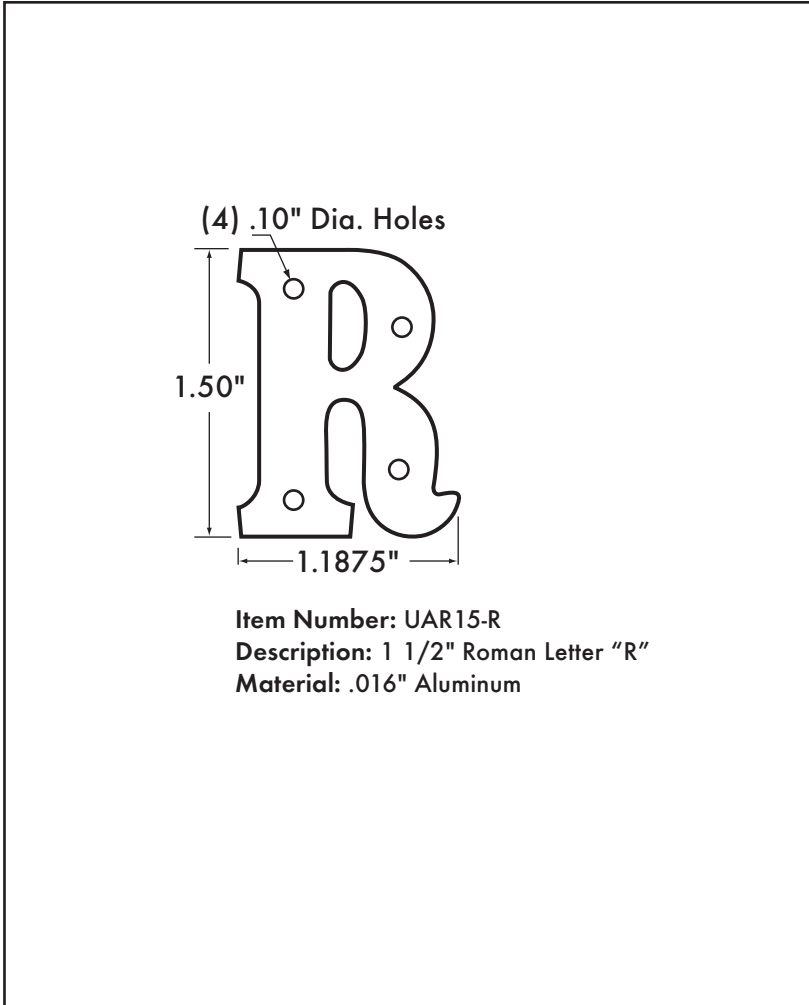 (4) .10" Dia. Holes
1.50"
1.1875"
Item Number: UAR15-R
Description: 1 1/2" Roman Letter “R”
Material: .016" Aluminum